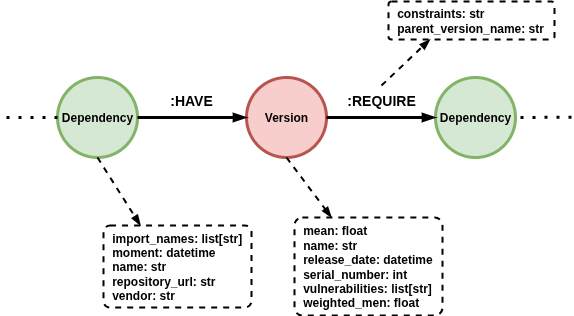 constraints: str
parent_version_name: str
:HAVE
:REQUIRE
Dependency
Version
Dependency
import_names: list[str]
moment: datetime
name: str
repository_url: str
vendor: str
mean: float
name: str
release_date: datetime
serial_number: int
vulnerabilities: list[str]
weighted_men: float